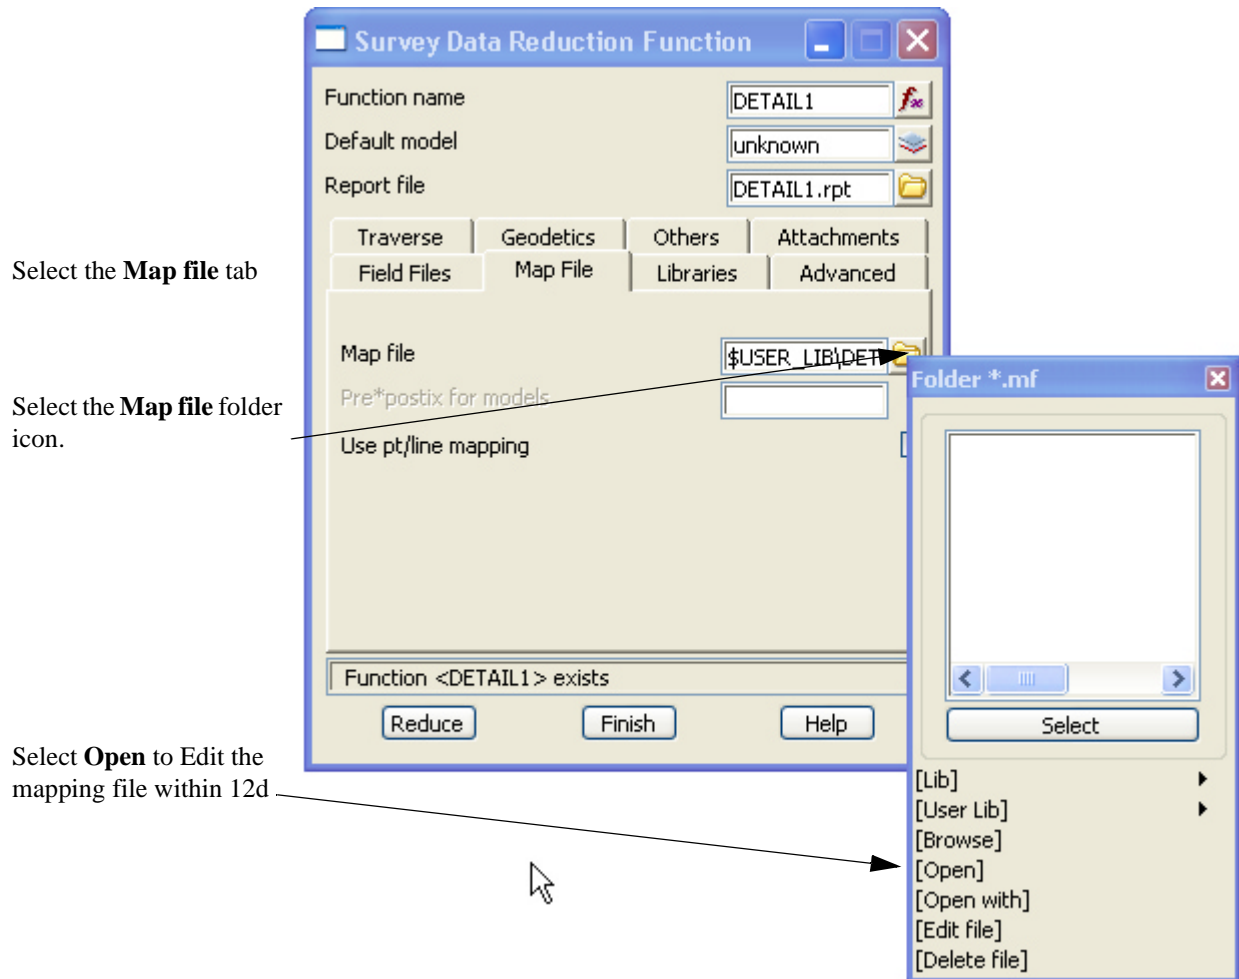 Survey Data Reduction Function
Function name
DETAIL1
Default model
unknown
Report file
DETAIL1.rpt
Traverse
Geodetics
Others
Attachments
Select the Map file tab
Field Files
Map File
Libraries
Advanced
Map file
$USER_LIB\DET
Folder *.mf
Select the Map file folder
icon.
Pre*postix for models
Use pt/line mapping
Function <DETAIL1> exists
Reduce
Finish
Help
Select
Select Open to Edit the
mapping file within 12d
[Lib]
[User Lib]
[Browse]
[Open]
[Open with]
[Edit file]
[Delete file]